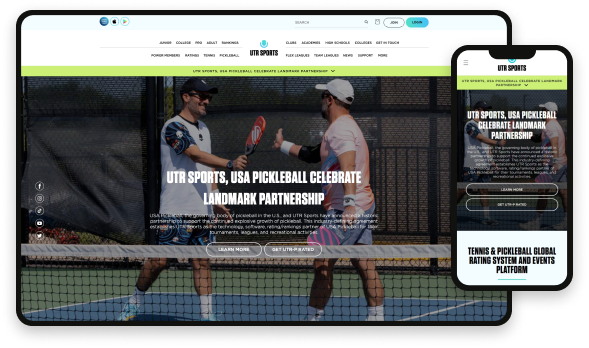 SEARCH
JOIN
LOGIN
JUNIOR COLLEGE PRO ADULT RANKINGS
UTR SPORTS
CLUBS ACADEMIES HIGH SCHOOLS COLLEGES GET IN TOUCH
POWER MEMBERS RATINGS TENNIS PICKLEBALL
FLEX LEAGUES TEAM LEAGUES NEWS SUPPORT MORE
UTR SPORTS, USA PICKLEBALL CELEBRATE LANDMARK PARTNERSHIP
UTR SPORTS, USA PICKLEBALL CELEBRATE
LANDMARK PARTNERSHIP
USA Pickleball, the governing body of pickleball in the U.S., and UTR Sports have announced a historic
partnership to support the continued explosive growth of pickleball. This industry-defining agreement
establishes UTR Sports as the technology, software, rating/rankings partner of USA Pickleball for their
tournaments, leagues, and recreational activities.
LEARN MORE
GET UTR-P RATED
UTR SPORTS
UTR SPORTS, USA PICKLEBALL CELEBRATE LANDMARK
PARTNERSHIP
UTR SPORTS, USA PICKLEBALL
CELEBRATE LANDMARK
PARTNERSHIP
USA Pickleball, the governing body of pickleball in
the U.S., and UTR Sports have announced a historic
partnership to support the continued explosive
growth of pickleball. This industry-defining
agreement establishes UTR Sports as the
technology, software, rating/rankings partner of
USA Pickleball for their tournaments, leagues, and
recreational activities.
LEARN MORE
GET UTR-P RATED
TENNIS & PICKLEBALL GLOBAL
RATING SYSTEM AND EVENTS
PLATFORM